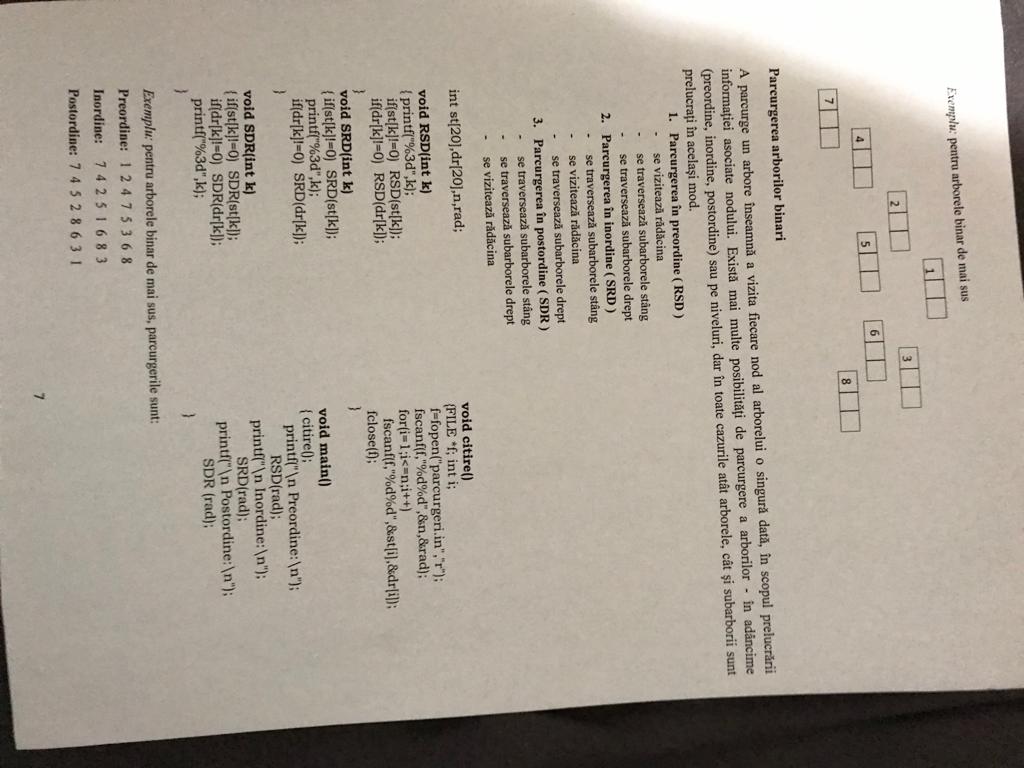 Exemplu: pentru arborele binar de mai sus
1
2
3
4
5
6
7
8
Parcurgerea arborilor binari
A parcurge un arbore înseamnă a vizita fiecare nod al arborelui o singură dată, în scopul prelucrării
informației asociate nodului. Există mai multe posibilități de parcurgere a arborilor - în adâncime
(preordine, inordine, postordine) sau pe niveluri, dar în toate cazurile atât arborele, cât și subarborii sunt
prelucrați în același mod.
1. Parcurgerea în preordine ( RSD )
- se vizitează rădăcina
- se traversează subarborele stâng
- se traversează subarborele drept
2. Parcurgerea în inordine ( SRD )
- se traversează subarborele stâng
- se vizitează rădăcina
- se traversează subarborele drept
3. Parcurgerea în postordine ( SDR )
- se traversează subarborele stâng
- se traversează subarborele drept
- se vizitează rădăcina
int st[20],dr[20],n,rad;
void RSD(int k)
{ printf("%3d",k);
if(st[k]!=0) RSD(st[k]);
if(dr[k]!=0) RSD(dr[k]);
}
void SRD(int k)
{ if(st[k]!=0) SRD(st[k]);
printf("%3d",k);
if(dr[k]!=0) SRD(dr[k]);
}
void SDR(int k)
{ if(st[k]!=0) SDR(st[k]);
if(dr[k]!=0) SDR(dr[k]);
printf("%3d",k);
}
void citire()
{FILE *f; int i;
f=fopen("parcurgeri.in","r");
fscanf(f,"%d%d",&n,&rad);
for(i=1;i<=n;i++)
fscanf(f,"%d%d",&st[i],&dr[i]);
fclose(f);
}
void main()
{ citire();
printf("\n Preordine:\n");
RSD(rad);
printf("\n Inordine:\n");
SRD(rad);
printf("\n Postordine:\n");
SDR (rad);
}
Exemplu: pentru arborele binar de mai sus, parcurgerile sunt:
Preordine: 1 2 4 7 5 3 6 8
Inordine: 7 4 2 5 1 6 8 3
Postordine: 7 4 5 2 8 6 3 1
7